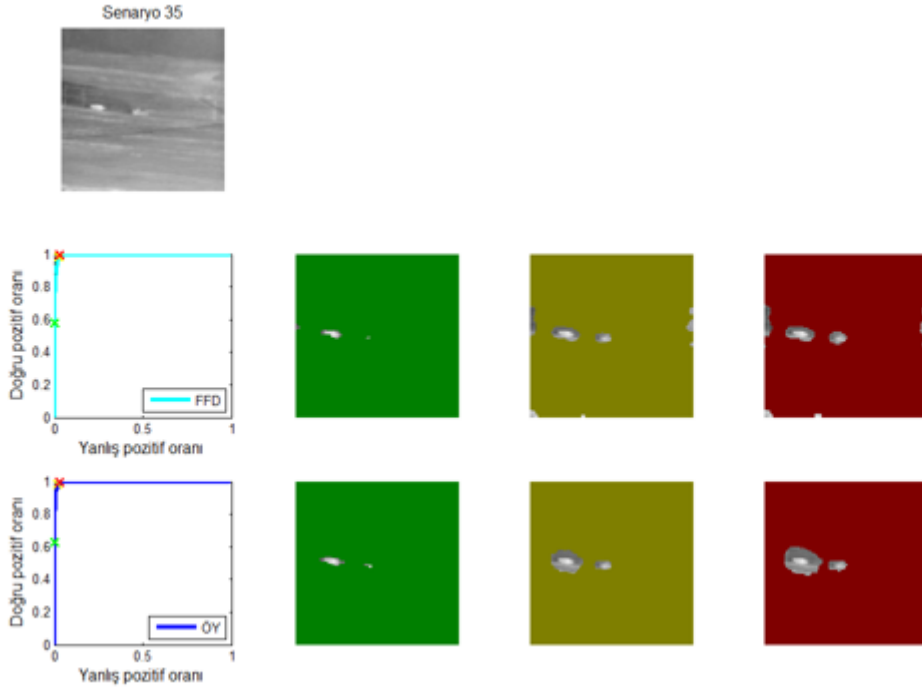 Senaryo 35
Doğru pozitif oranı
1
0.8
0.6
0.4
0.2
0
FFD
0
0.5
1
Yanlış pozitif oranı
Doğru pozitif oranı
1
0.8
0.6
0.4
0.2
0
ÖY
0
0.5
1
Yanlış pozitif oranı